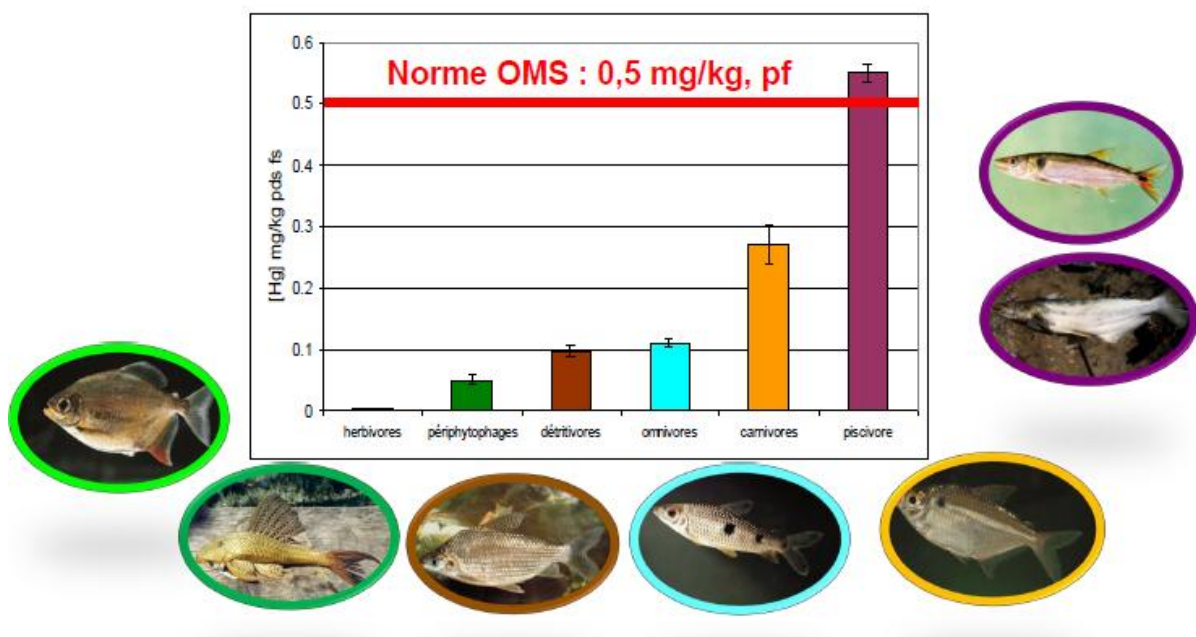 Norme OMS : 0,5 mg/kg, pf
[Hg] mg/kg pds fs
0.6
0.5
0.4
0.3
0.2
0.1
0
herbivores périphytophages détritivores omnivores carnivores piscivore